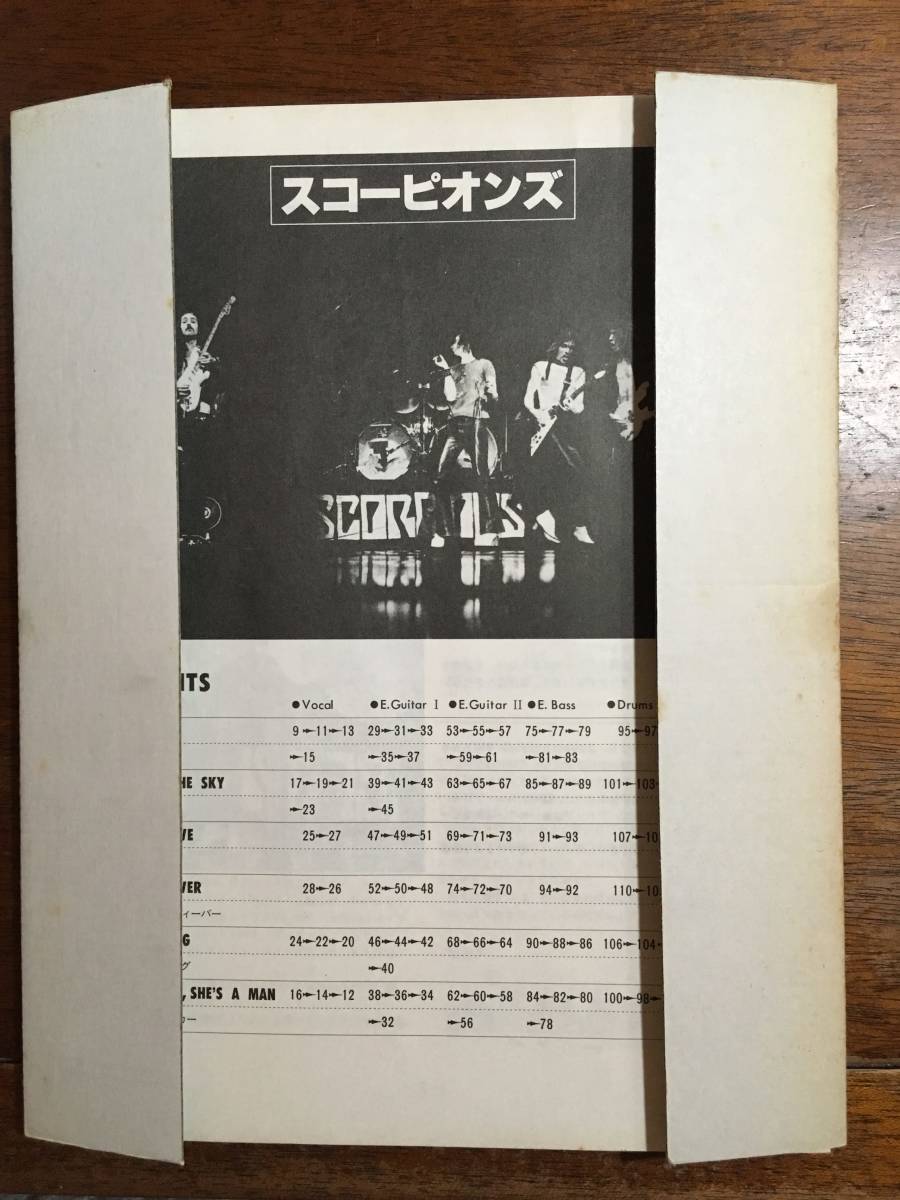 スコーピオンズ
SCORPIONS
NTS
●Vocal ●E.Guitar I ●E.Guitar II ●E. Bass ●Drums
9➛11➛13 29➛31➛33 53➛55➛57 75➛77➛79 95➛97
➛15 ➛35➛37 ➛59➛61 ➛81➛83
HE SKY 17➛19➛21 39➛41➛43 63➛65➛67 85➛87➛89 101➛103➛
➛23 ➛45
VE 25➛27 47➛49➛51 69➛71➛73 91➛93 107➛10
VER 28➛26 52➛50➛48 74➛72➛70 94➛92 110➛10
ィーバー
G 24➛22➛20 46➛44➛42 68➛66➛64 90➛88➛86 106➛104➛
グ ➛40
, SHE'S A MAN 16➛14➛12 38➛36➛34 62➛60➛58 84➛82➛80 100➛98➛
カー ➛32 ➛56 ➛78